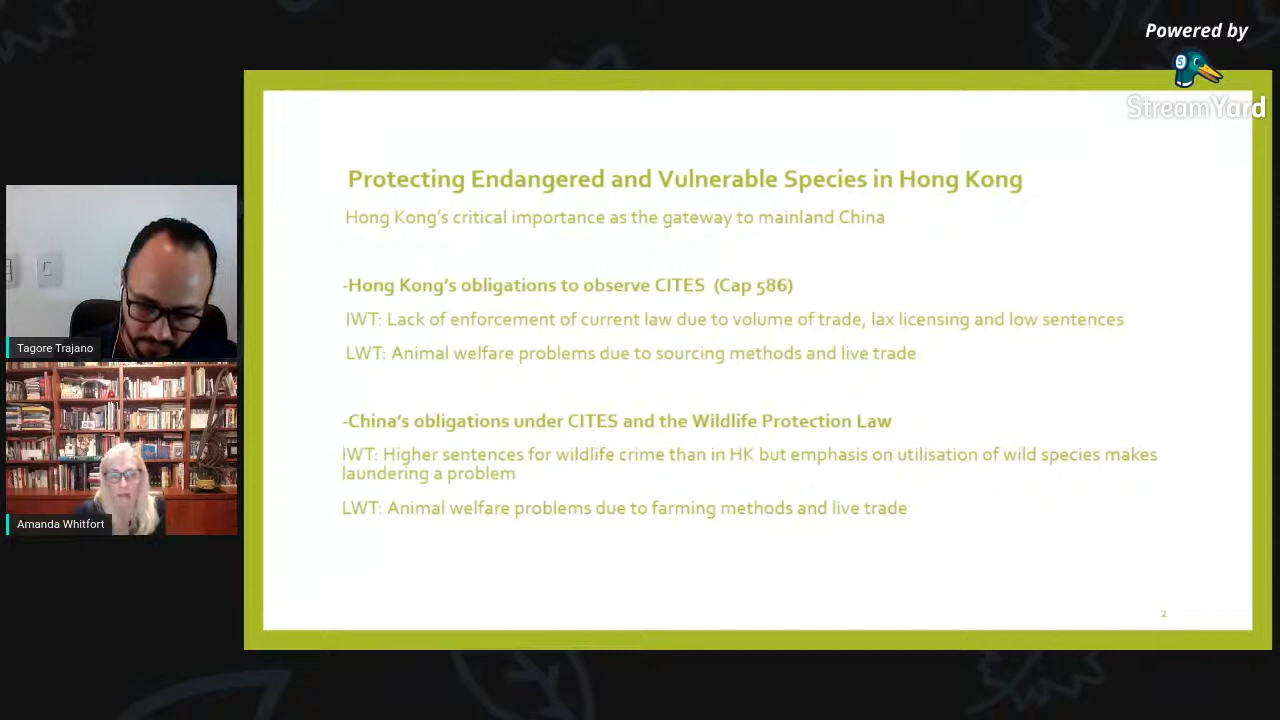 Powered by
StreamYard
Protecting Endangered and Vulnerable Species in Hong Kong
Hong Kong's critical importance as the gateway to mainland China
-Hong Kong's obligations to observe CITES (Cap 586)
IWT: Lack of enforcement of current law due to volume of trade, lax licensing and low sentences
LWT: Animal welfare problems due to sourcing methods and live trade
-China's obligations under CITES and the Wildlife Protection Law
IWT: Higher sentences for wildlife crime than in HK but emphasis on utilisation of wild species makes
laundering a problem
LWT: Animal welfare problems due to farming methods and live trade
2
Tagore Trajano
Amanda Whitfort